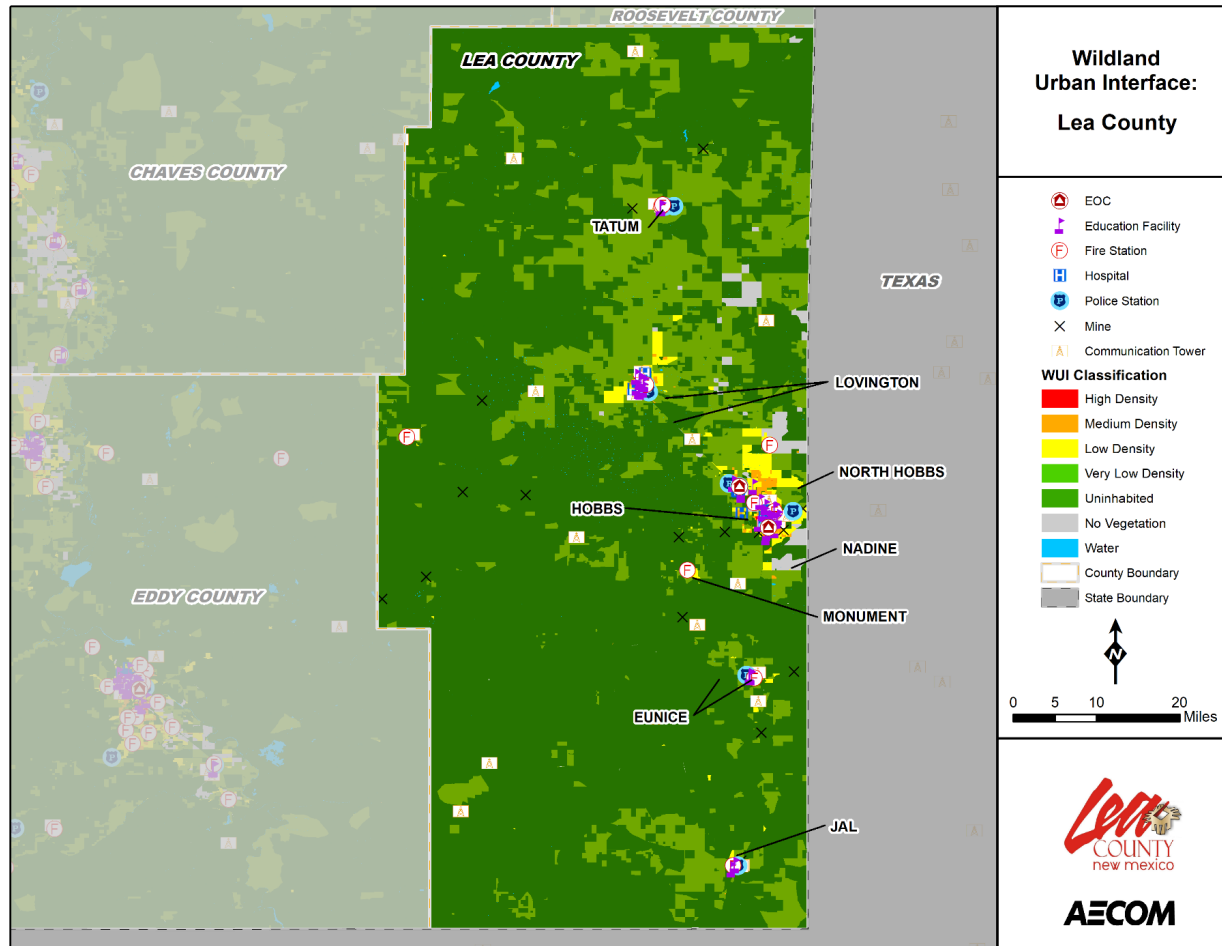 ROOSEVELT COUNTY
LEA COUNTY
CHAVES COUNTY
TATUM
TEXAS
LOVINGTON
NORTH HOBBS
HOBBS
NADINE
EDDY COUNTY
MONUMENT
EUNICE
JAL
Wildland
Urban Interface:
Lea County
EOC
Education Facility
F Fire Station
H Hospital
P Police Station
Mine
A Communication Tower
WUI Classification
High Density
Medium Density
Low Density
Very Low Density
Uninhabited
No Vegetation
Water
County Boundary
State Boundary
N
0 5 10 20
Miles
Lea
COUNTY
new mexico
AECOM